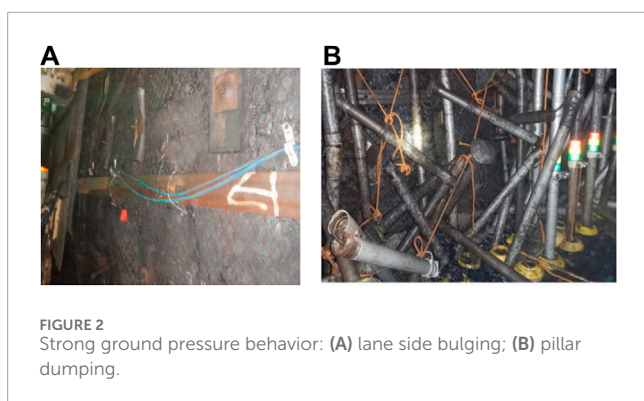 A
B
FIGURE 2
Strong ground pressure behavior: (A) lane side bulging; (B) pillar
dumping.